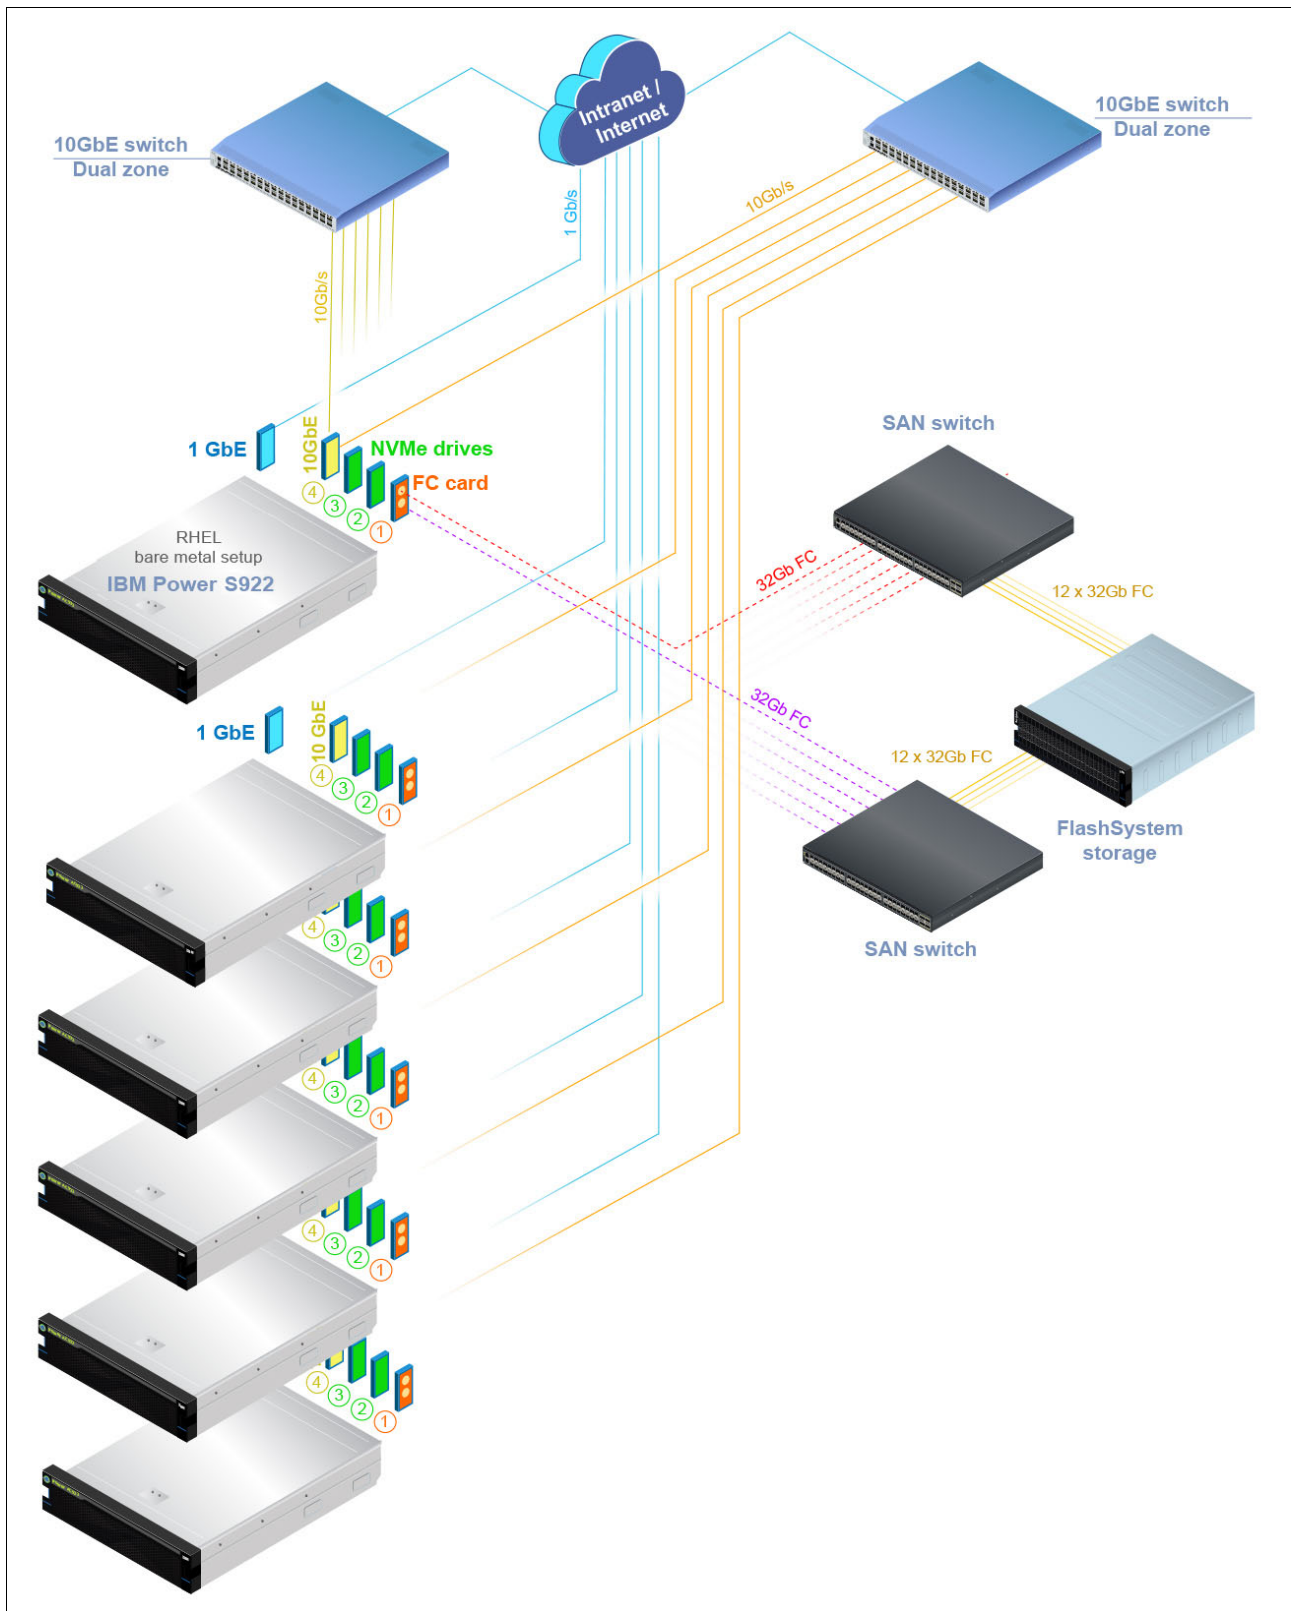 Intranet /
Internet
10GbE switch
Dual zone
10GbE switch
Dual zone
10Gb/s
1 Gb/s
10Gb/s
1 GbE
10GbE
NVMe drives
FC card
4
3
2
1
RHEL
bare metal setup
IBM Power S922
SAN switch
32Gb FC
12 x 32Gb FC
32Gb FC
12 x 32Gb FC
FlashSystem
storage
SAN switch
1 GbE
10 GbE
4
3
2
1
4
3
2
1
4
3
2
1
4
3
2
1
4
3
2
1